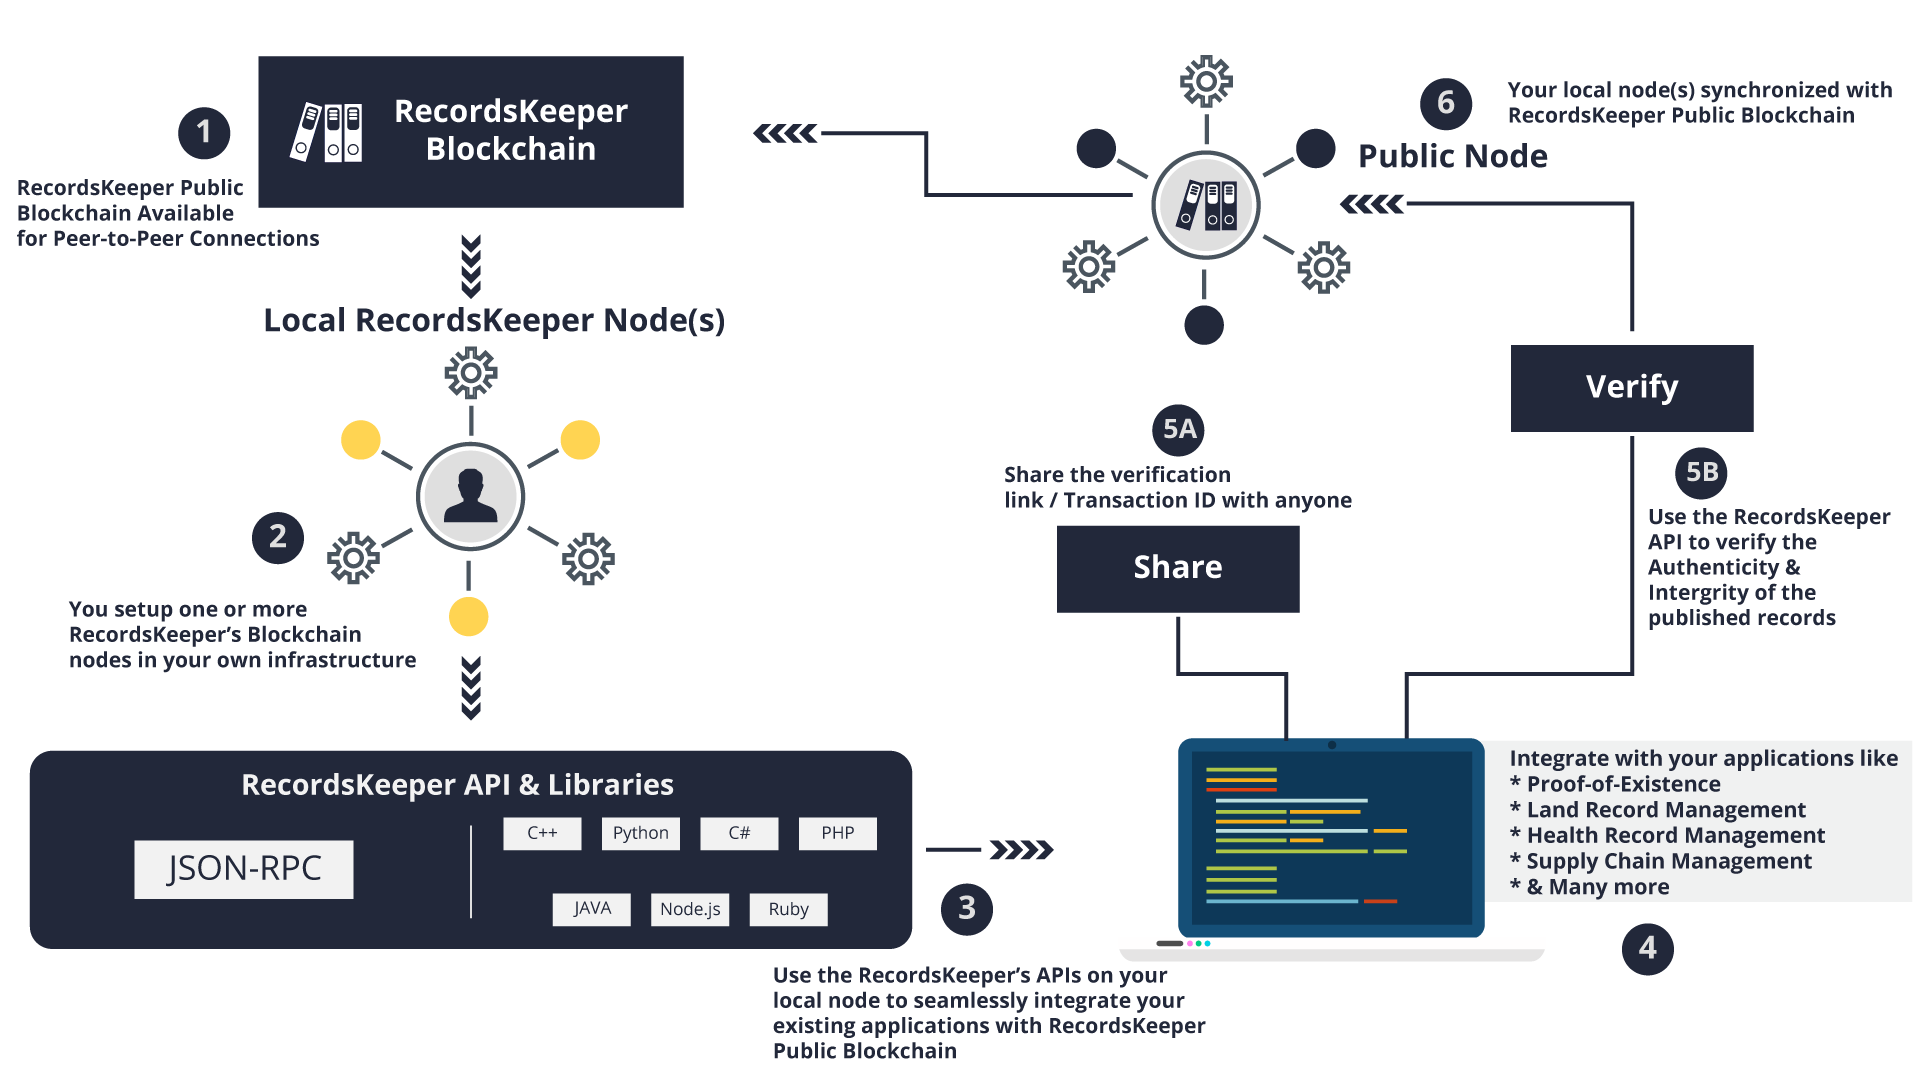 1
RecordsKeeper
Blockchain
RecordsKeeper Public
Blockchain Available
for Peer-to-Peer Connections
Local RecordsKeeper Node(s)
2
You setup one or more
RecordsKeeper’s Blockchain
nodes in your own infrastructure
RecordsKeeper API & Libraries
JSON-RPC
C++
Python
C#
PHP
JAVA
Node.js
Ruby
3
Use the RecordsKeeper’s APIs on your
local node to seamlessly integrate your
existing applications with RecordsKeeper
Public Blockchain
Integrate with your applications like
* Proof-of-Existence
* Land Record Management
* Health Record Management
* Supply Chain Management
* & Many more
4
5A
Share the verification
link / Transaction ID with anyone
Share
Verify
5B
Use the RecordsKeeper
API to verify the
Authenticity &
Intergrity of the
published records
6
Your local node(s) synchronized with
RecordsKeeper Public Blockchain
Public Node